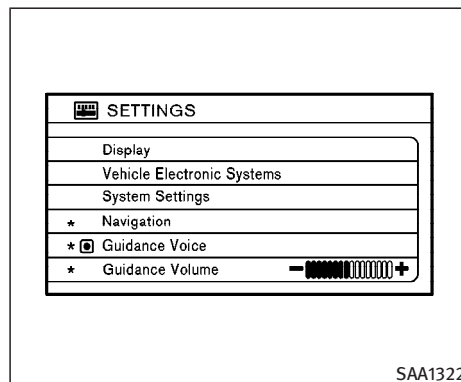 SETTINGS
Display
Vehicle Electronic Systems
System Settings
* Navigation
* Guidance Voice
* Guidance Volume − +
SAA1322